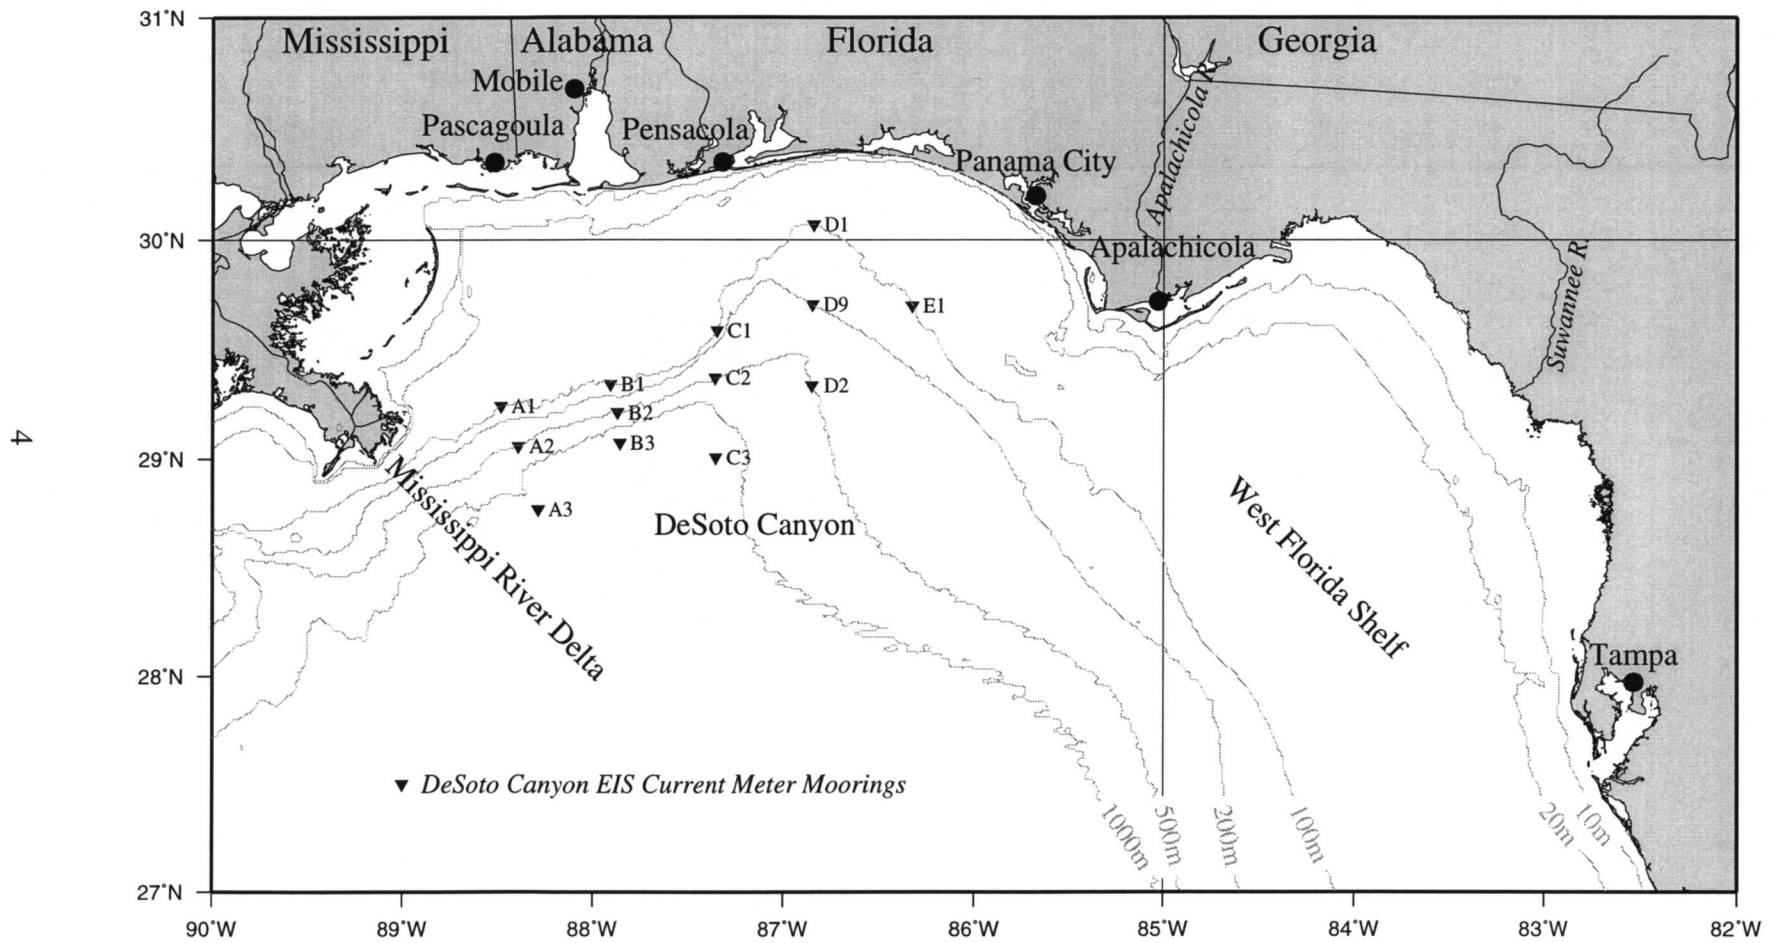 31°N
Mississippi
Alabama
Florida
Georgia
Mobile
Pascagoula
Pensacola
Panama City
Apalachicola R.
30°N
D1
Apalachicola
Suwannee R.
D9
E1
C1
B1
C2
D2
A1
B2
4
A2
B3
C3
29°N
Mississippi River Delta
A3
DeSoto Canyon
West Florida Shelf
28°N
Tampa
DeSoto Canyon EIS Current Meter Moorings
1000m
500m
200m
100m
20m
10m
27°N
90°W
89°W
88°W
87°W
86°W
85°W
84°W
83°W
82°W